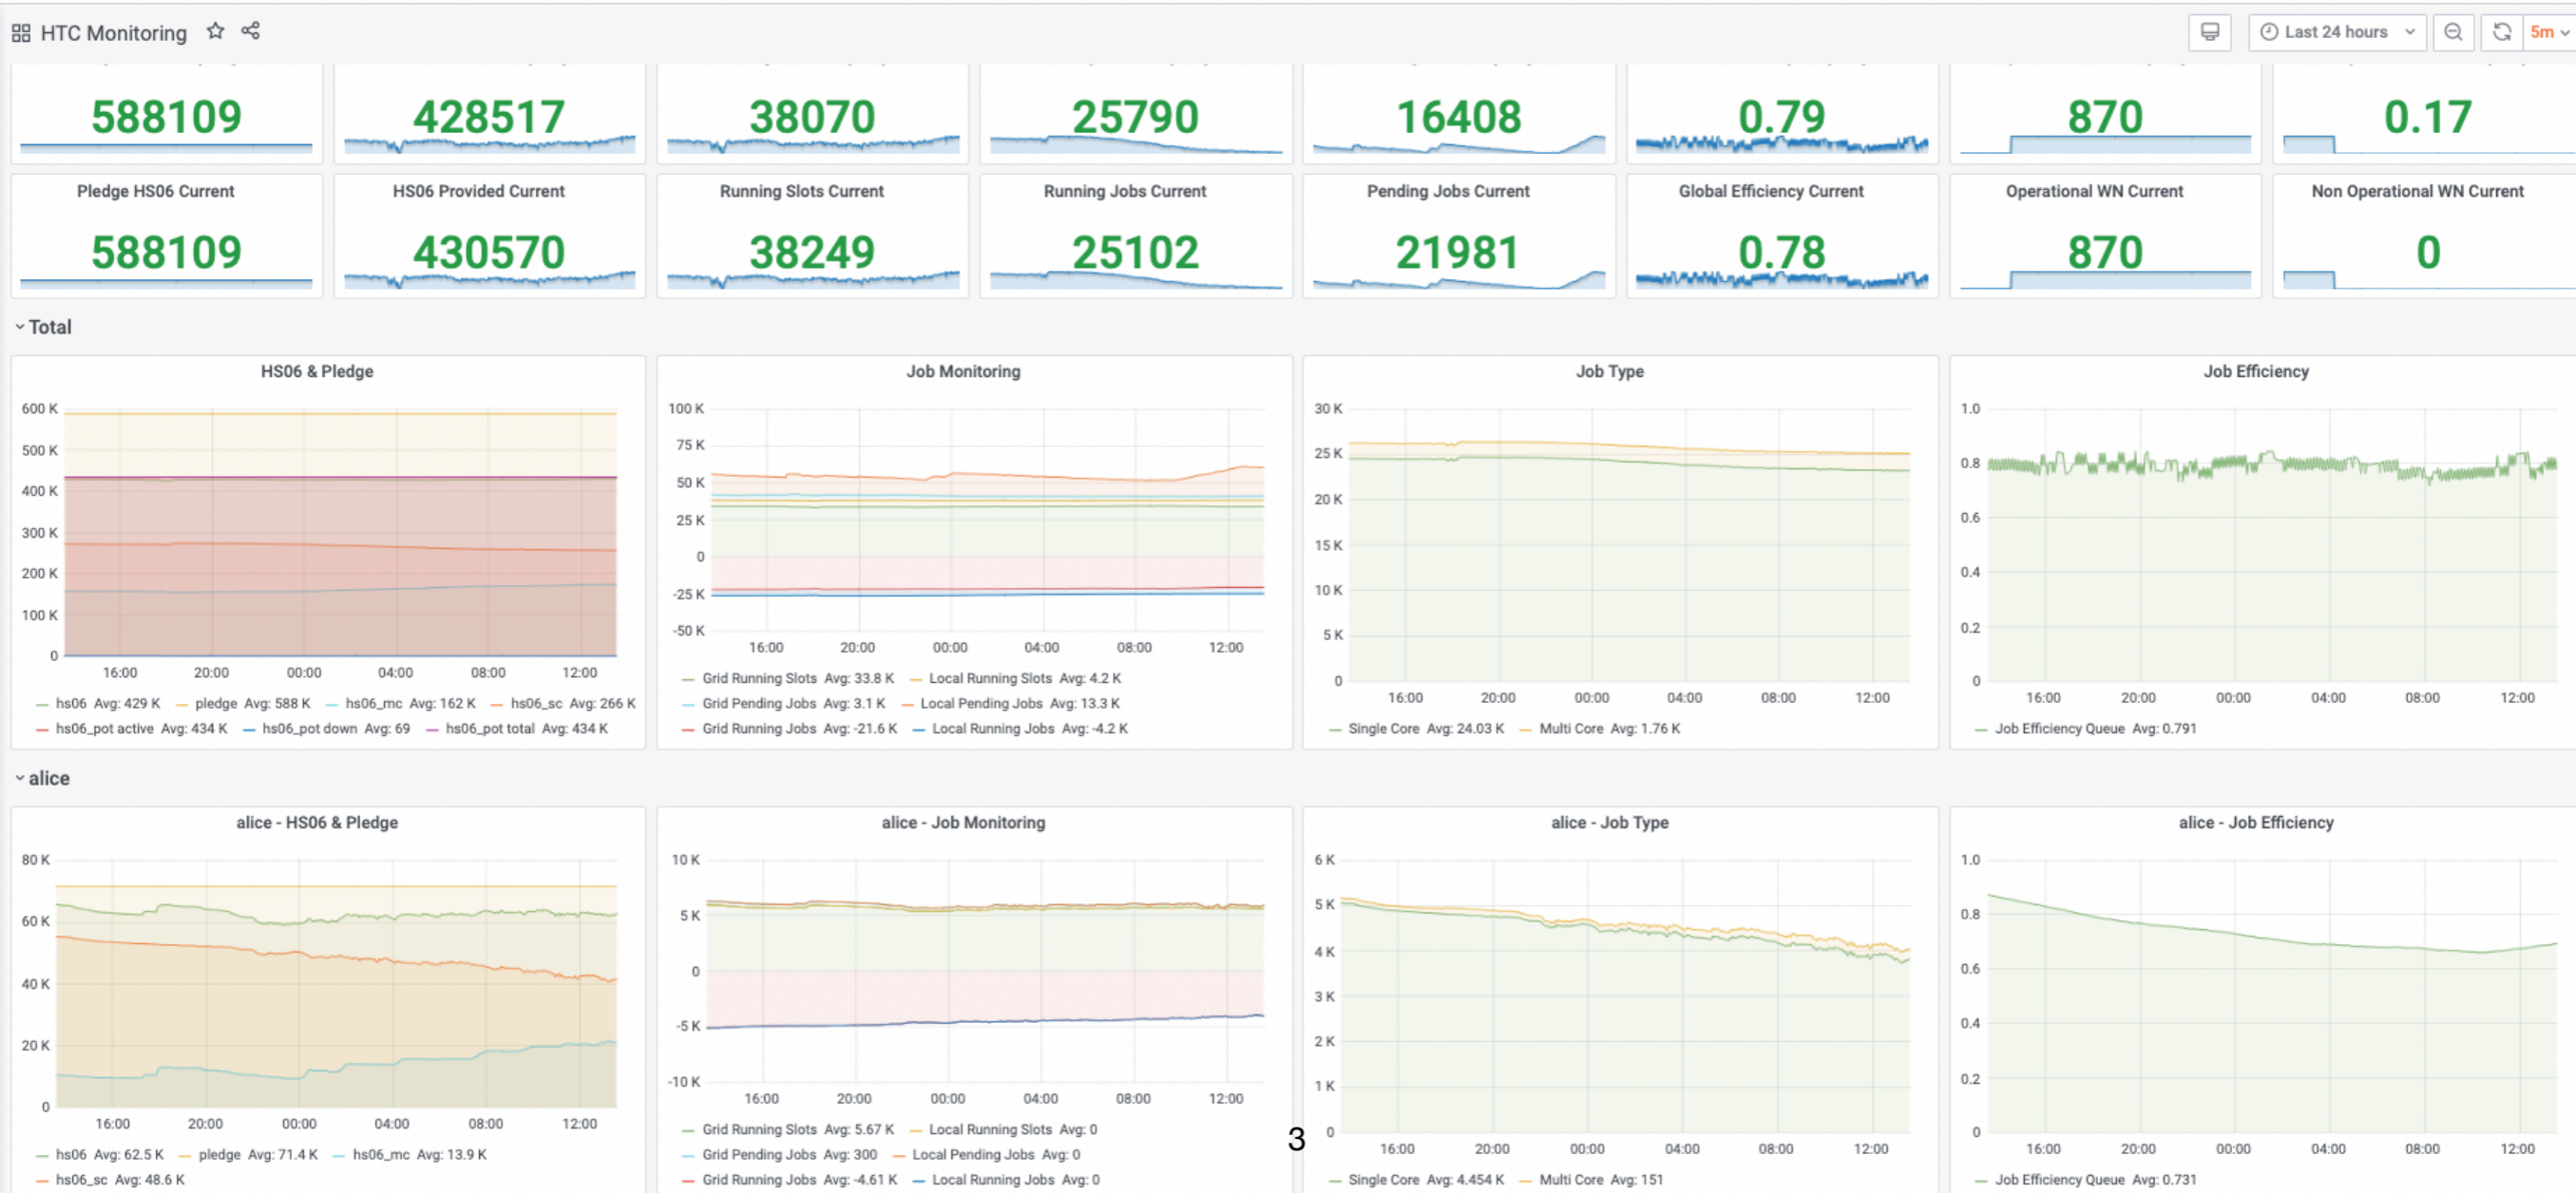 HTC Monitoring
Last 24 hours
5m
588109
428517
38070
25790
16408
0.79
870
0.17
Pledge HS06 Current
HS06 Provided Current
Running Slots Current
Running Jobs Current
Pending Jobs Current
Global Efficiency Current
Operational WN Current
Non Operational WN Current
588109
430570
38249
25102
21981
0.78
870
0
Total
HS06 & Pledge
600 K
500 K
400 K
300 K
200 K
100 K
0
16:00 20:00 00:00 04:00 08:00 12:00
hs06 Avg: 429 K pledge Avg: 588 K hs06_mc Avg: 162 K hs06_sc Avg: 266 K
hs06_pot active Avg: 434 K hs06_pot down Avg: 69 hs06_pot total Avg: 434 K
Job Monitoring
100 K
75 K
50 K
25 K
0
-25 K
-50 K
16:00 20:00 00:00 04:00 08:00 12:00
Grid Running Slots Avg: 33.8 K Local Running Slots Avg: 4.2 K
Grid Pending Jobs Avg: 3.1 K Local Pending Jobs Avg: 13.3 K
Grid Running Jobs Avg: -21.6 K Local Running Jobs Avg: -4.2 K
Job Type
30 K
25 K
20 K
15 K
10 K
5 K
0
16:00 20:00 00:00 04:00 08:00 12:00
Single Core Avg: 24.03 K Multi Core Avg: 1.76 K
Job Efficiency
1.0
0.8
0.6
0.4
0.2
0
16:00 20:00 00:00 04:00 08:00 12:00
Job Efficiency Queue Avg: 0.791
alice
alice - HS06 & Pledge
80 K
60 K
40 K
20 K
0
16:00 20:00 00:00 04:00 08:00 12:00
hs06 Avg: 62.5 K pledge Avg: 71.4 K hs06_mc Avg: 13.9 K
hs06_sc Avg: 48.6 K
alice - Job Monitoring
10 K
5 K
0
-5 K
-10 K
16:00 20:00 00:00 04:00 08:00 12:00
Grid Running Slots Avg: 5.67 K Local Running Slots Avg: 0
Grid Pending Jobs Avg: 300 Local Pending Jobs Avg: 0
Grid Running Jobs Avg: -4.61 K Local Running Jobs Avg: 0
3
alice - Job Type
6 K
5 K
4 K
3 K
2 K
1 K
0
16:00 20:00 00:00 04:00 08:00 12:00
Single Core Avg: 4.454 K Multi Core Avg: 151
alice - Job Efficiency
1.0
0.8
0.6
0.4
0.2
0
16:00 20:00 00:00 04:00 08:00 12:00
Job Efficiency Queue Avg: 0.731